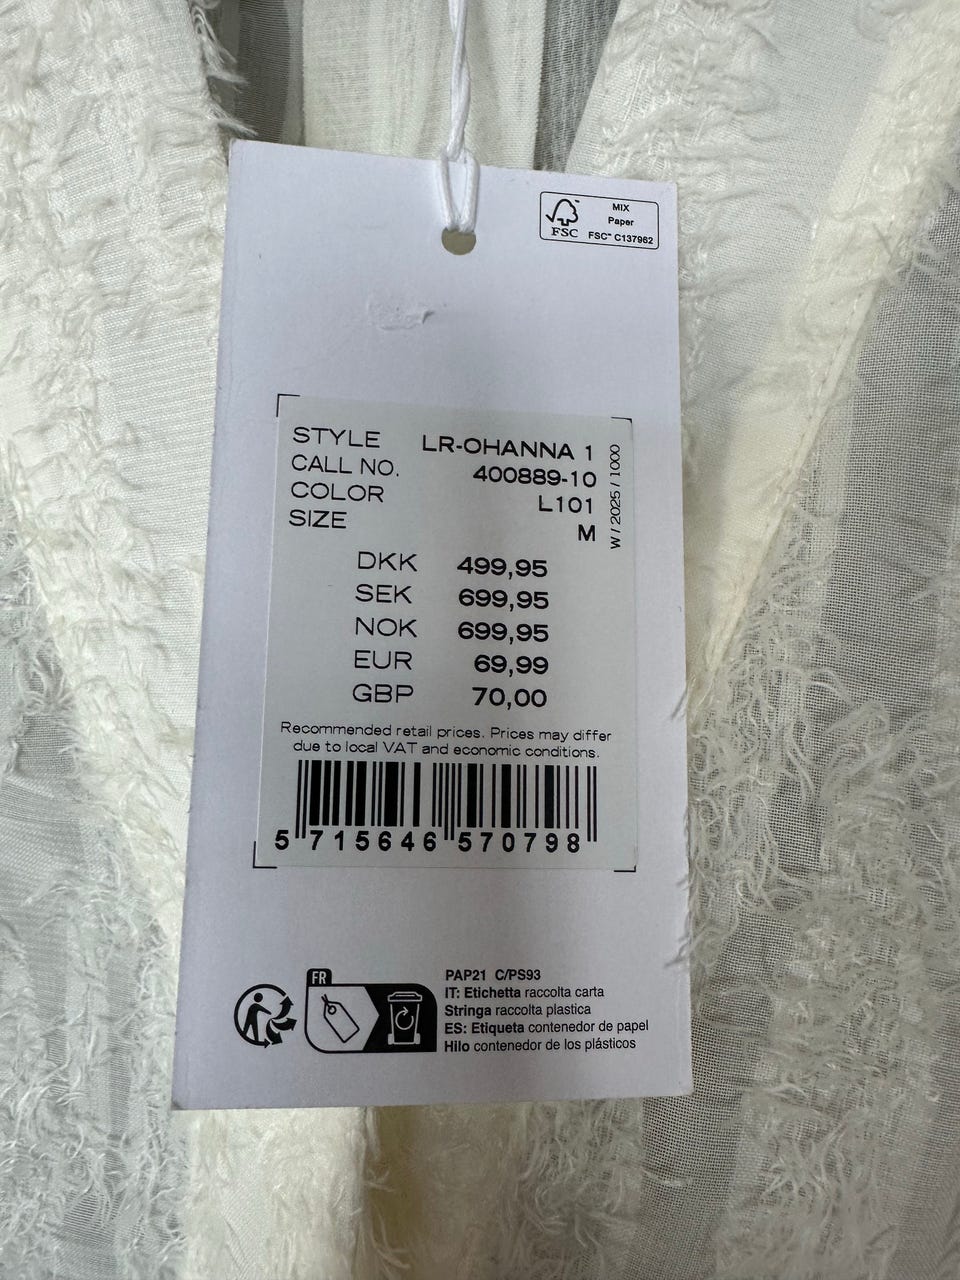 MIX
Paper
FSC
FSC™ C137962
STYLE LR-OHANNA 1
CALL NO. 400889-10
COLOR L101
SIZE M
W / 2025 / 1000
DKK 499,95
SEK 699,95
NOK 699,95
EUR 69,99
GBP 70,00
Recommended retail prices. Prices may differ
due to local VAT and economic conditions.
5 715646 570798
FR
PAP21 C/PS93
IT: Etichetta raccolta carta
Stringa raccolta plastica
ES: Etiqueta contenedor de papel
Hilo contenedor de los plásticos